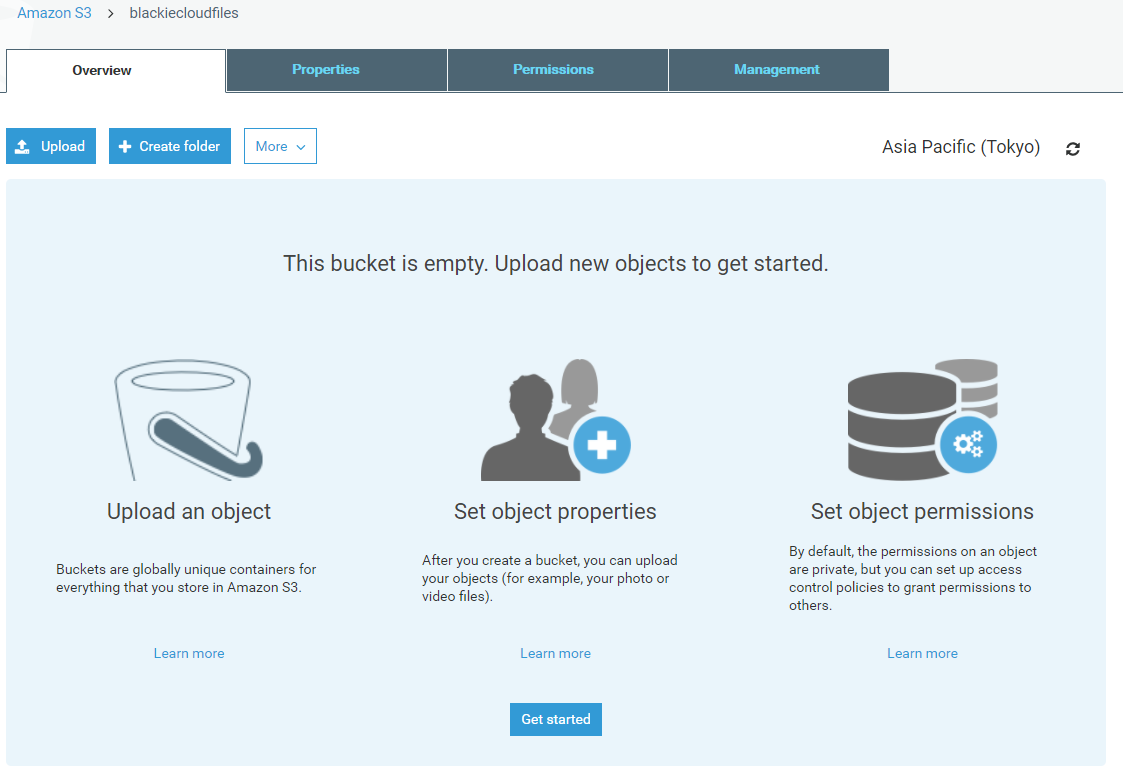 Amazon S3 > blackiecloudfiles
Overview Properties Permissions Management
Upload Create folder More Asia Pacific (Tokyo)
This bucket is empty. Upload new objects to get started.
Upload an object
Buckets are globally unique containers for
everything that you store in Amazon S3.
Learn more
Set object properties
After you create a bucket, you can upload
your objects (for example, your photo or
video files).
Learn more
Set object permissions
By default, the permissions on an object
are private, but you can set up access
control policies to grant permissions to
others.
Learn more
Get started